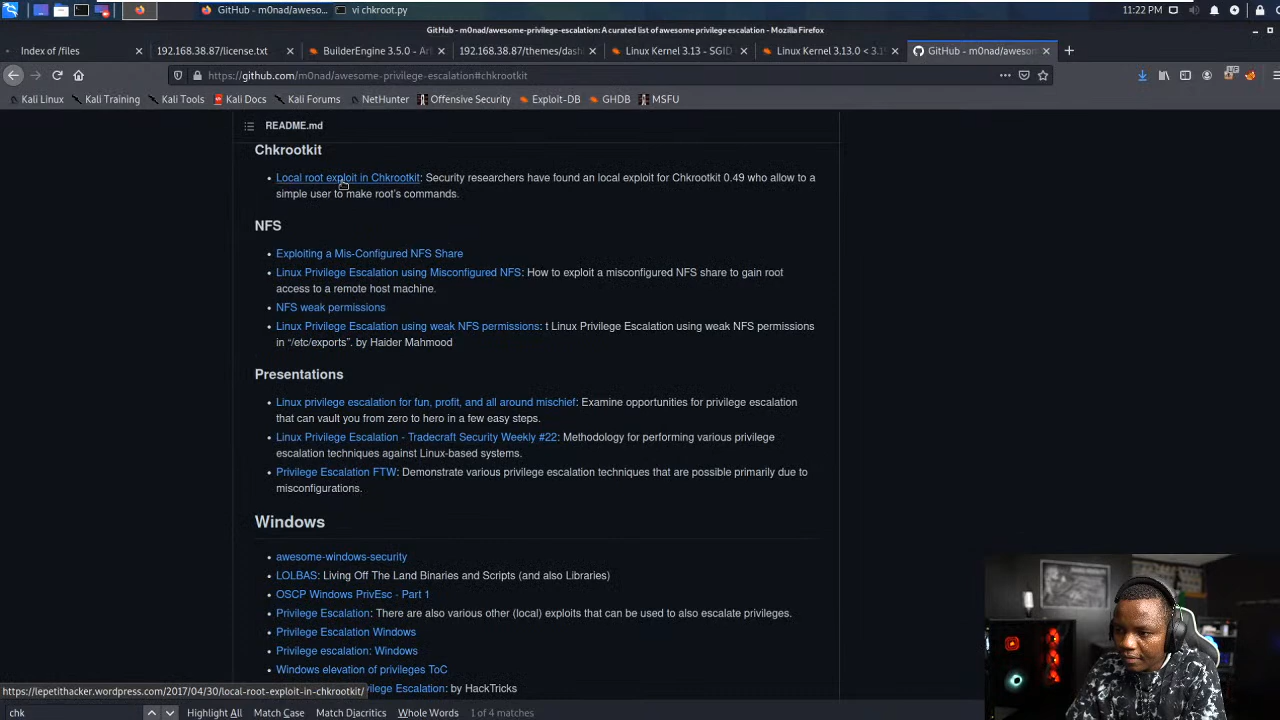 GitHub - m0nad/aweso...
vi chkroot.py
11:22 PM
GitHub - m0nad/awesome-privilege-escalation: A curated list of awesome privilege escalation - Mozilla Firefox
Index of /files
192.168.38.87/license.txt
BuilderEngine 3.5.0 - Ar
192.168.38.87/themes/dash
Linux Kernel 3.13 - SGID
Linux Kernel 3.13.0 < 3.1
GitHub - m0nad/awesom
https://github.com/m0nad/awesome-privilege-escalation#chkrootkit
Kali Linux
Kali Training
Kali Tools
Kali Docs
Kali Forums
NetHunter
Offensive Security
Exploit-DB
GHDB
MSFU
README.md
Chkrootkit
Local root exploit in Chkrootkit: Security researchers have found an local exploit for Chkrootkit 0.49 who allow to a
simple user to make root's commands.
NFS
Exploiting a Mis-Configured NFS Share
Linux Privilege Escalation using Misconfigured NFS: How to exploit a misconfigured NFS share to gain root
access to a remote host machine.
NFS weak permissions
Linux Privilege Escalation using weak NFS permissions: t Linux Privilege Escalation using weak NFS permissions
in “/etc/exports”. by Haider Mahmood
Presentations
Linux privilege escalation for fun, profit, and all around mischief: Examine opportunities for privilege escalation
that can vault you from zero to hero in a few easy steps.
Linux Privilege Escalation - Tradecraft Security Weekly #22: Methodology for performing various privilege
escalation techniques against Linux-based systems.
Privilege Escalation FTW: Demonstrate various privilege escalation techniques that are possible primarily due to
misconfigurations.
Windows
awesome-windows-security
LOLBAS: Living Off The Land Binaries and Scripts (and also Libraries)
OSCP Windows PrivEsc - Part 1
Privilege Escalation: There are also various other (local) exploits that can be used to also escalate privileges.
Privilege Escalation Windows
Privilege escalation: Windows
Windows elevation of privileges ToC
vilege Escalation: by HackTricks
https://lepetithacker.wordpress.com/2017/04/30/local-root-exploit-in-chkrootkit/
chk
Highlight All
Match Case
Match Diacritics
Whole Words
1 of 4 matches